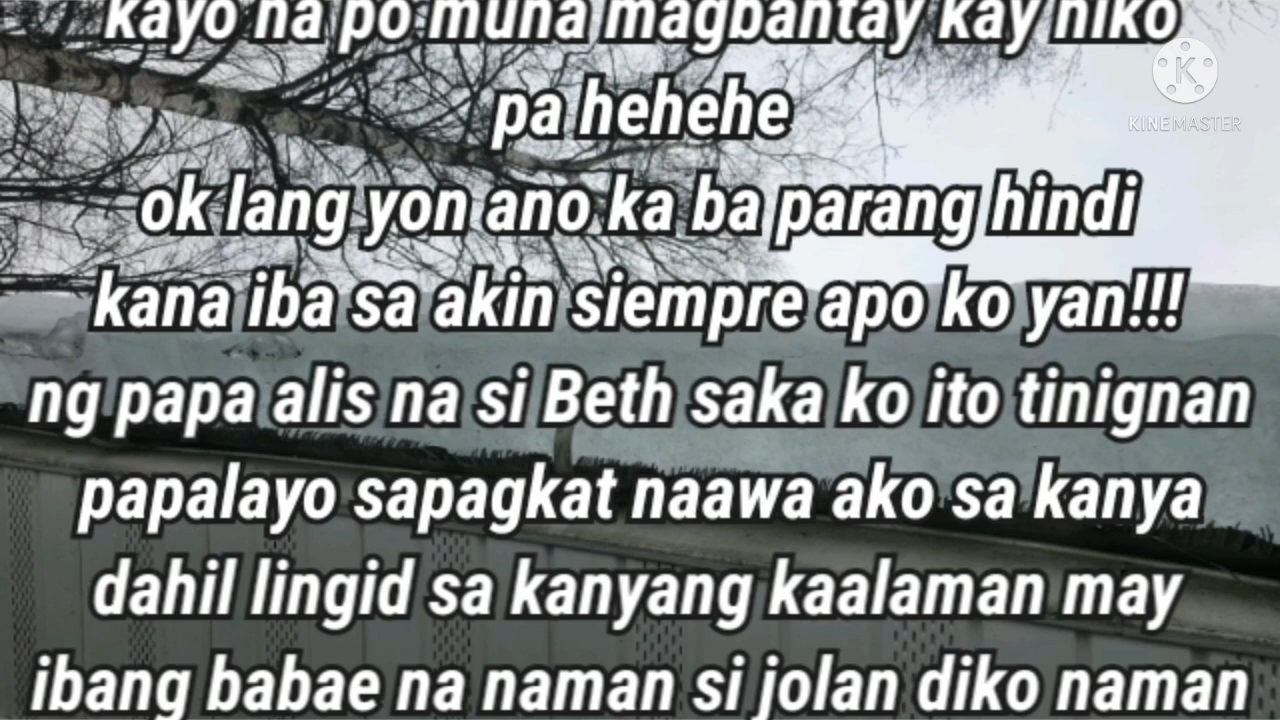 kayo na po muna magbantay kay niko
pa hehehe
ok lang yon ano ka ba parang hindi
kana iba sa akin siempre apo ko yan!!!
ng papa alis na si Beth saka ko ito tinignan
papalayo sapagkat naawa ako sa kanya
dahil lingid sa kanyang kaalaman may
ibang babae na naman si jolan diko naman
K
KINEMASTER